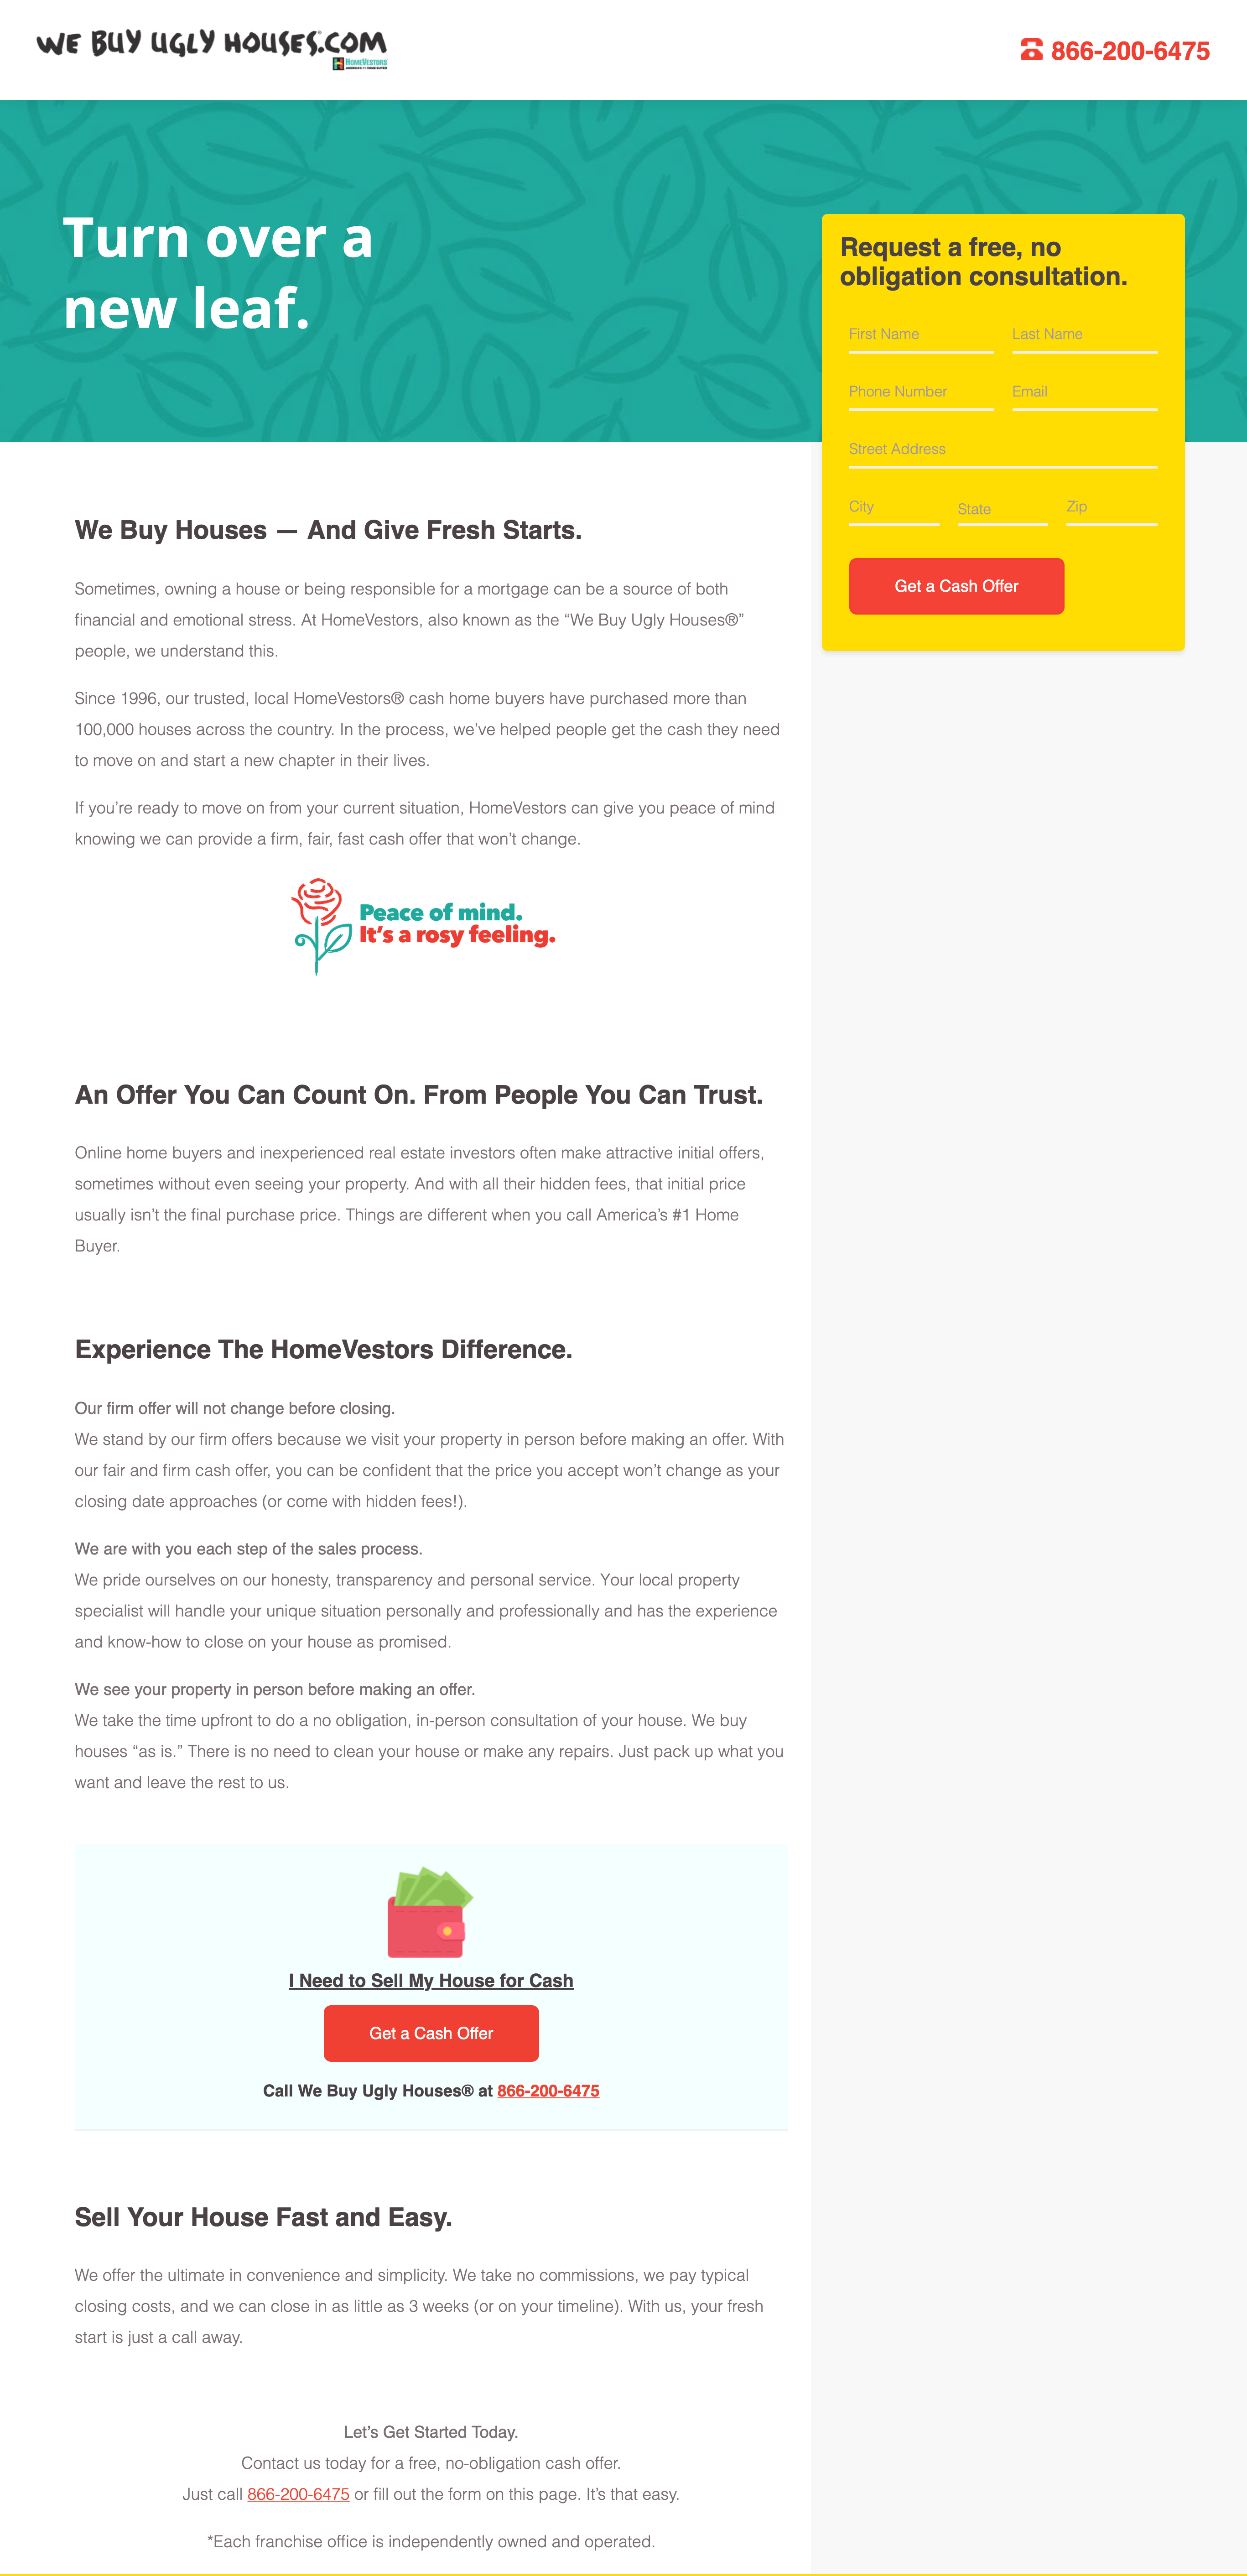 WE BUY UGLY HOUSES.COM
HOMEVESTORS
866-200-6475
Turn over a
new leaf.
Request a free, no
obligation consultation.
First Name Last Name
Phone Number Email
Street Address
City State Zip
Get a Cash Offer
We Buy Houses — And Give Fresh Starts.
Sometimes, owning a house or being responsible for a mortgage can be a source of both
financial and emotional stress. At HomeVestors, also known as the “We Buy Ugly Houses®”
people, we understand this.
Since 1996, our trusted, local HomeVestors® cash home buyers have purchased more than
100,000 houses across the country. In the process, we’ve helped people get the cash they need
to move on and start a new chapter in their lives.
If you’re ready to move on from your current situation, HomeVestors can give you peace of mind
knowing we can provide a firm, fair, fast cash offer that won’t change.
Peace of mind.
It’s a rosy feeling.
An Offer You Can Count On. From People You Can Trust.
Online home buyers and inexperienced real estate investors often make attractive initial offers,
sometimes without even seeing your property. And with all their hidden fees, that initial price
usually isn’t the final purchase price. Things are different when you call America’s #1 Home
Buyer.
Experience The HomeVestors Difference.
Our firm offer will not change before closing.
We stand by our firm offers because we visit your property in person before making an offer. With
our fair and firm cash offer, you can be confident that the price you accept won’t change as your
closing date approaches (or come with hidden fees!).
We are with you each step of the sales process.
We pride ourselves on our honesty, transparency and personal service. Your local property
specialist will handle your unique situation personally and professionally and has the experience
and know-how to close on your house as promised.
We see your property in person before making an offer.
We take the time upfront to do a no obligation, in-person consultation of your house. We buy
houses “as is.” There is no need to clean your house or make any repairs. Just pack up what you
want and leave the rest to us.
I Need to Sell My House for Cash
Get a Cash Offer
Call We Buy Ugly Houses® at 866-200-6475
Sell Your House Fast and Easy.
We offer the ultimate in convenience and simplicity. We take no commissions, we pay typical
closing costs, and we can close in as little as 3 weeks (or on your timeline). With us, your fresh
start is just a call away.
Let’s Get Started Today.
Contact us today for a free, no-obligation cash offer.
Just call 866-200-6475 or fill out the form on this page. It’s that easy.
*Each franchise office is independently owned and operated.